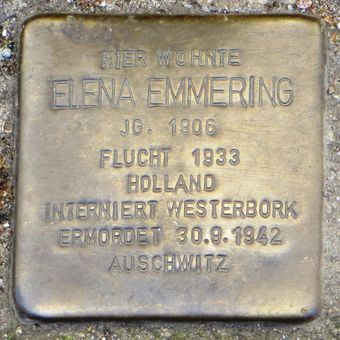 HIER WOHNTE
ELENA EMMERING
JG. 1906
FLUCHT 1933
HOLLAND
INTERNIERT WESTERBORK
ERMORDET 30.9.1942
AUSCHWITZ